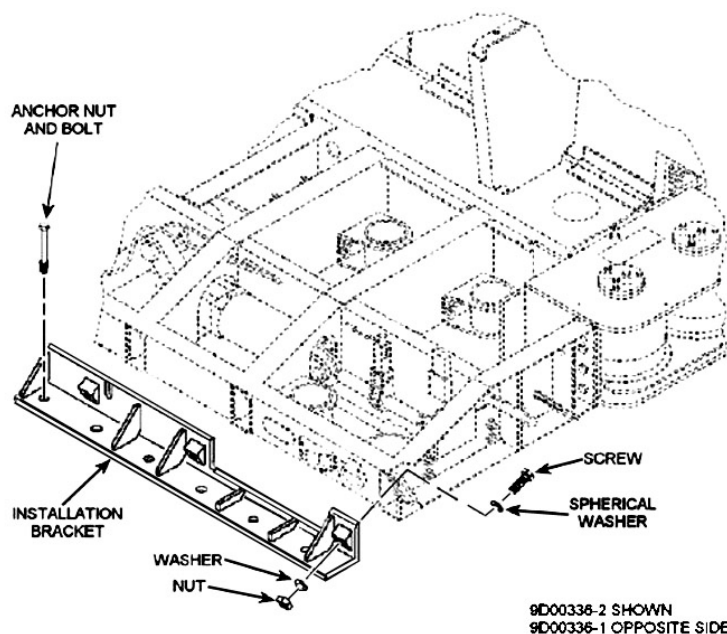 ANCHOR NUT
AND BOLT
INSTALLATION
BRACKET
WASHER
NUT
SCREW
SPHERICAL
WASHER
9D00336-2 SHOWN
9D00336-1 OPPOSITE SIDE